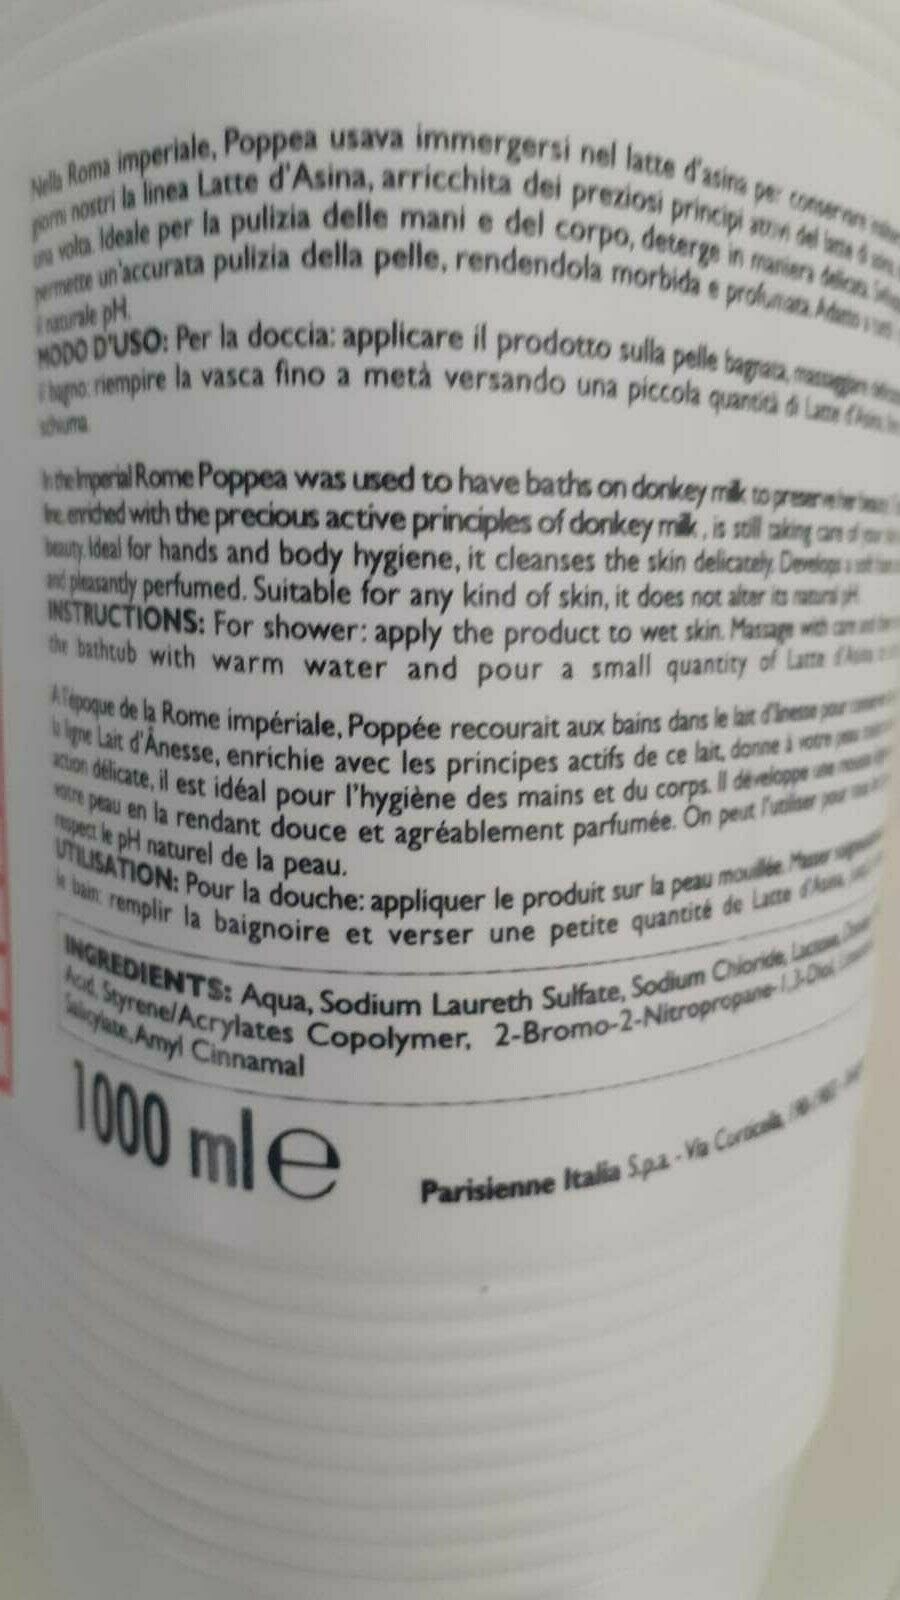 Nella Roma imperiale, Poppea usava immergersi nel latte d'asina per conservare
giorni nostri la linea Latte d'Asina, arricchita dei preziosi principi attivi del latte di asina,
una volta. Ideale per la pulizia delle mani e del corpo, deterge in maniera delicata.
permette un'accurata pulizia della pelle, rendendola morbida e profumata. Adatto a tutti
il naturale pH.
MODO D'USO: Per la doccia: applicare il prodotto sulla pelle bagnata, massaggiare
il bagno: riempire la vasca fino a metà versando una piccola quantità di Latte d'Asina,
schiuma.
In the Imperial Rome Poppea was used to have baths on donkey milk to preserve her beauty.
line, enriched with the precious active principles of donkey milk, is still taking care of your
beauty. Ideal for hands and body hygiene, it cleanses the skin delicately. Develops a soft
and pleasantly perfumed. Suitable for any kind of skin, it does not alter its natural pH.
INSTRUCTIONS: For shower: apply the product to wet skin. Massage with care and
the bathtub with warm water and pour a small quantity of Latte d'Asina
A l'époque de la Rome impériale, Poppée recourait aux bains dans le lait d'ânesse pour
la ligne Lait d'Ânesse, enrichie avec les principes actifs de ce lait, donne à votre peau
action délicate, il est idéal pour l'hygiène des mains et du corps. Il développe une mousse
votre peau en la rendant douce et agréablement parfumée. On peut l'utiliser pour
respect le pH naturel de la peau.
UTILISATION: Pour la douche: appliquer le produit sur la peau mouillée. Masser
le bain: remplir la baignoire et verser une petite quantité de Latte d'Asina,
INGREDIENTS: Aqua, Sodium Laureth Sulfate, Sodium Chloride, Lactose,
Acid, Styrene/Acrylates Copolymer, 2-Bromo-2-Nitropropane-1,3-Diol,
Salicylate, Amyl Cinnamal
1000 ml e
Parisienne Italia S.p.a. - Via Corticella,